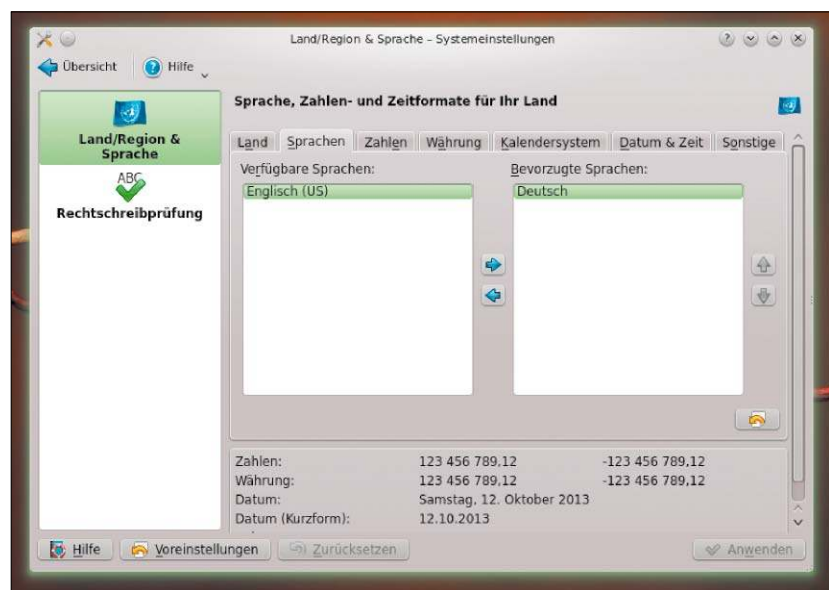 Land/Region & Sprache – Systemeinstellungen
Übersicht Hilfe
Land/Region &
Sprache
ABC
Rechtschreibprüfung
Sprache, Zahlen- und Zeitformate für Ihr Land
Land Sprachen Zahlen Währung Kalendersystem Datum & Zeit Sonstige
Verfügbare Sprachen: Bevorzugte Sprachen:
Englisch (US) Deutsch
Zahlen: 123 456 789,12 -123 456 789,12
Währung: 123 456 789,12 -123 456 789,12
Datum: Samstag, 12. Oktober 2013
Datum (Kurzform): 12.10.2013
Hilfe Voreinstellungen Zurücksetzen Anwenden